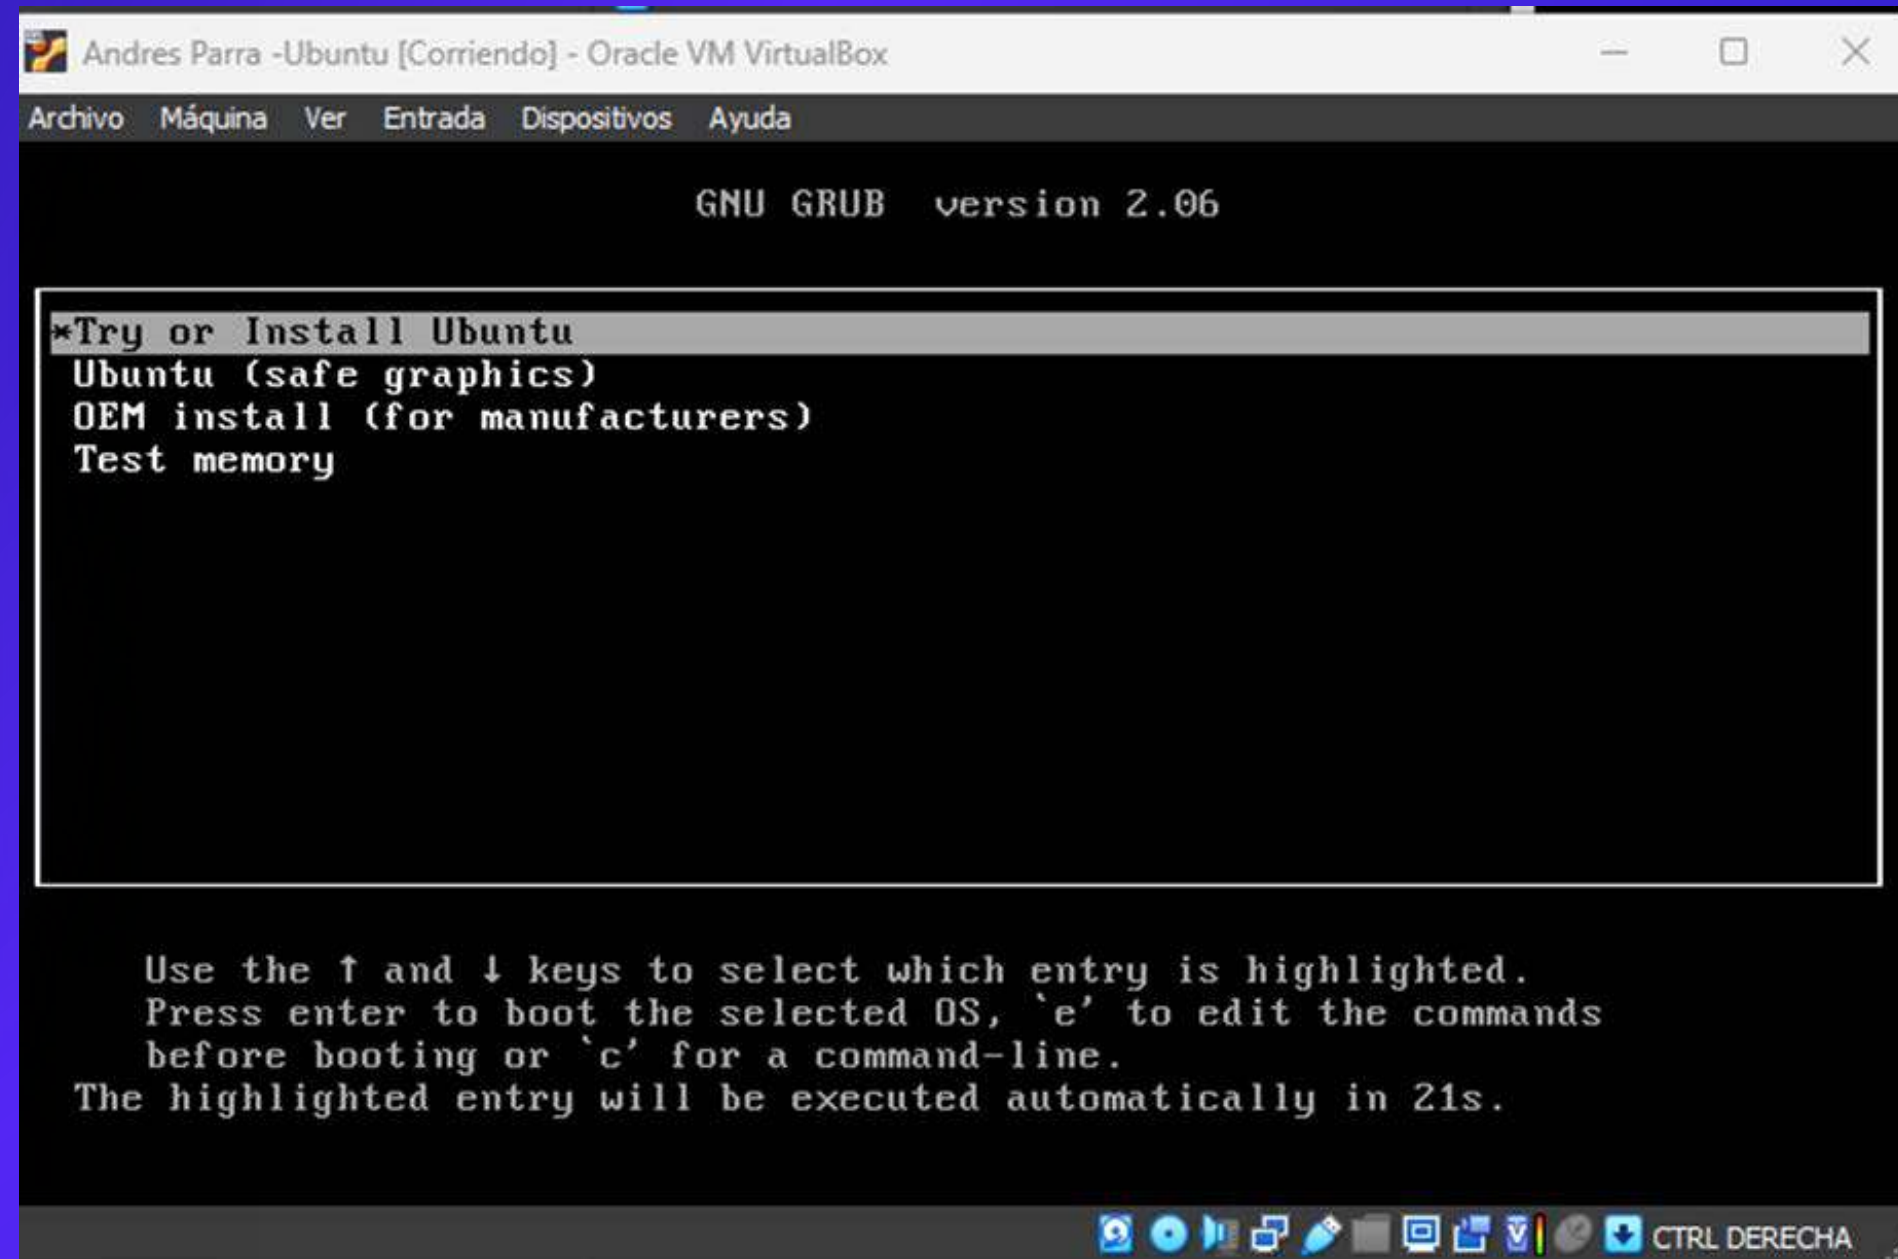 Andres Parra -Ubuntu [Corriendo] - Oracle VM VirtualBox
Archivo Máquina Ver Entrada Dispositivos Ayuda
GNU GRUB version 2.06
*Try or Install Ubuntu
Ubuntu (safe graphics)
OEM install (for manufacturers)
Test memory
Use the ↑ and ↓ keys to select which entry is highlighted.
Press enter to boot the selected OS, `e' to edit the commands
before booting or `c' for a command-line.
The highlighted entry will be executed automatically in 21s.
CTRL DERECHA